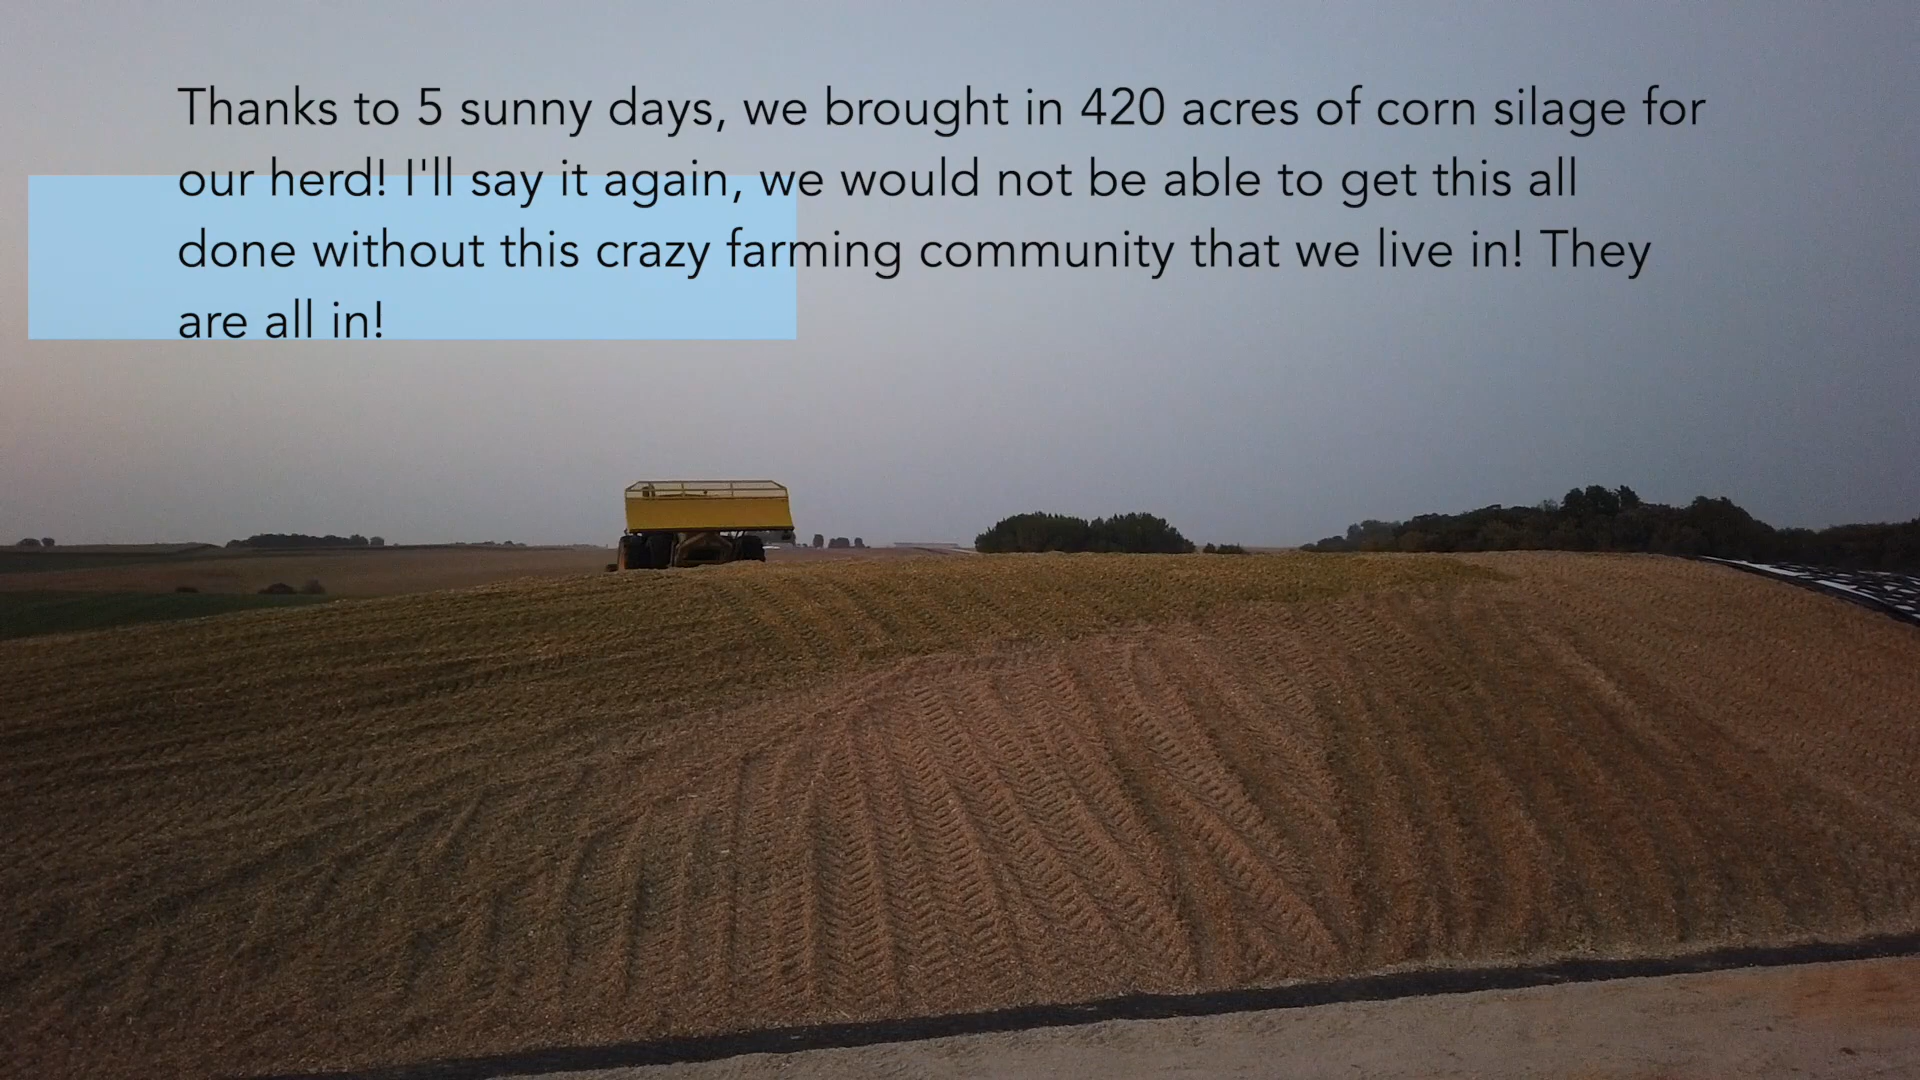 Thanks to 5 sunny days, we brought in 420 acres of corn silage for
our herd! I'll say it again, we would not be able to get this all
done without this crazy farming community that we live in! They
are all in!